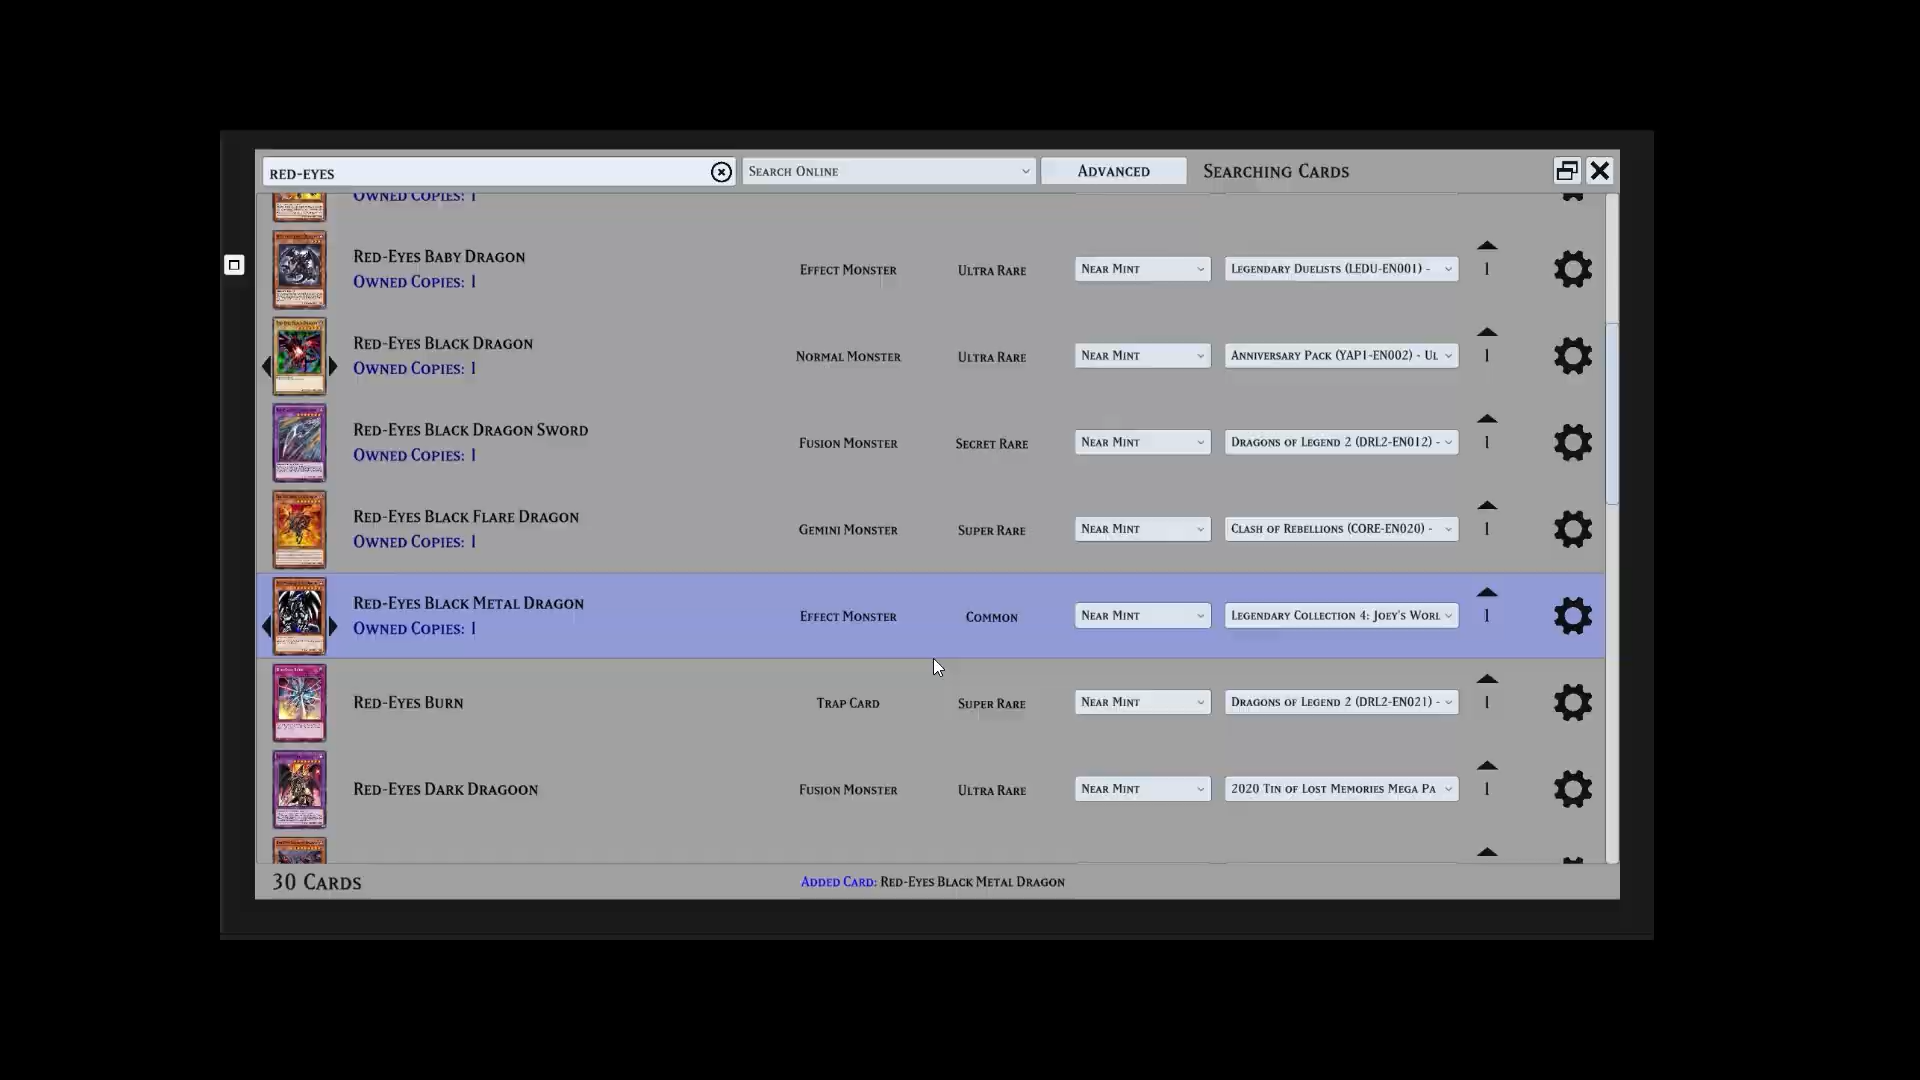 RED-EYES
Search Online
Advanced
Searching Cards
Owned Copies: 1
Red-Eyes Baby Dragon
Owned Copies: 1
Effect Monster
Ultra Rare
Near Mint
Legendary Duelists (LEDU-EN001) -
1
Red-Eyes Black Dragon
Owned Copies: 1
Normal Monster
Ultra Rare
Near Mint
Anniversary Pack (YAP1-EN002) - Ul
1
Red-Eyes Black Dragon Sword
Owned Copies: 1
Fusion Monster
Secret Rare
Near Mint
Dragons of Legend 2 (DRL2-EN012) -
1
Red-Eyes Black Flare Dragon
Owned Copies: 1
Gemini Monster
Super Rare
Near Mint
Clash of Rebellions (CORE-EN020) -
1
Red-Eyes Black Metal Dragon
Owned Copies: 1
Effect Monster
Common
Near Mint
Legendary Collection 4: Joey's Worl
1
Red-Eyes Burn
Trap Card
Super Rare
Near Mint
Dragons of Legend 2 (DRL2-EN021) -
1
Red-Eyes Dark Dragoon
Fusion Monster
Ultra Rare
Near Mint
2020 Tin of Lost Memories Mega Pa
1
30 Cards
Added Card: Red-Eyes Black Metal Dragon